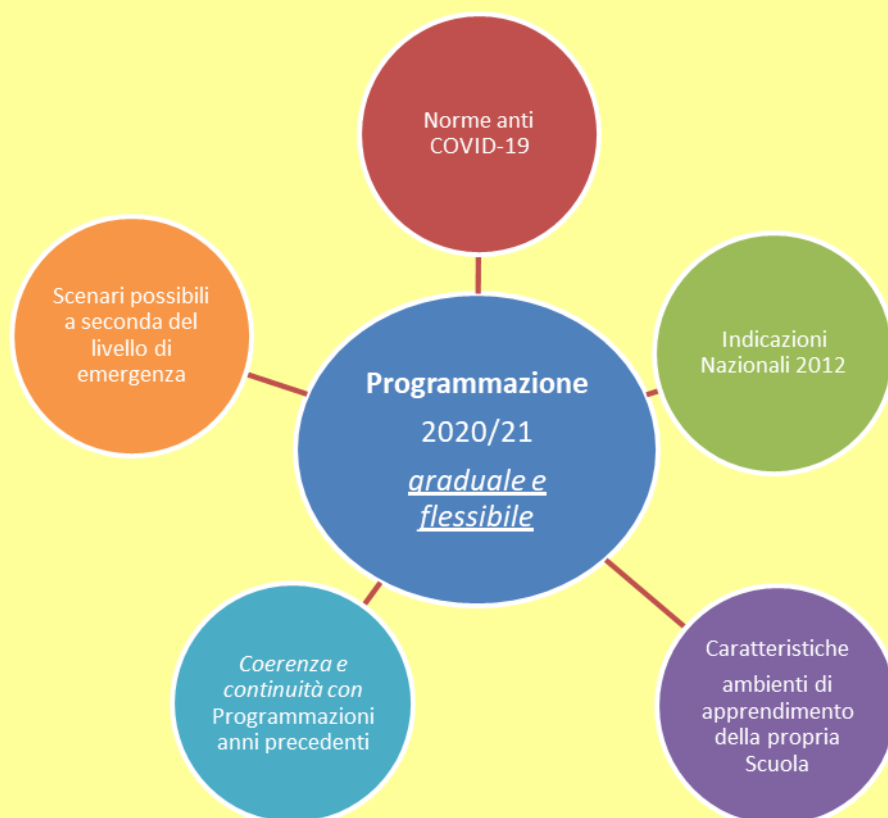 Norme anti
COVID-19
Scenari possibili
a seconda del
livello di
emergenza
Indicazioni
Nazionali 2012
Programmazione
2020/21
graduale e
flessibile
Coerenza e
continuità con
Programmazioni
anni precedenti
Caratteristiche
ambienti di
apprendimento
della propria
Scuola